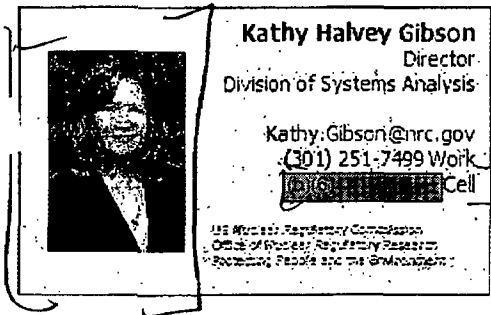 Kathy Halvey Gibson
Director
Division of Systems Analysis
Kathy.Gibson@nrc.gov
(301) 251-7499 Work
(b)(6) Cell
US Nuclear Regulatory Commission
Office of Nuclear Regulatory Research
Protecting People and the Environment